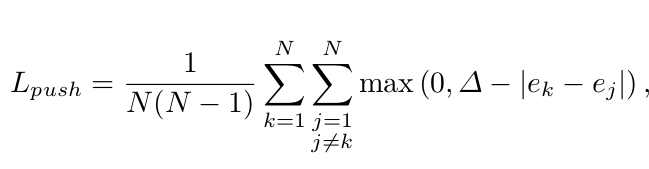 L_{push} = \frac{1}{N(N-1)} \sum_{k=1}^{N} \sum_{\substack{j=1 \\ j \neq k}}^{N} \max\left(0, \Delta - |e_k - e_j|\right),